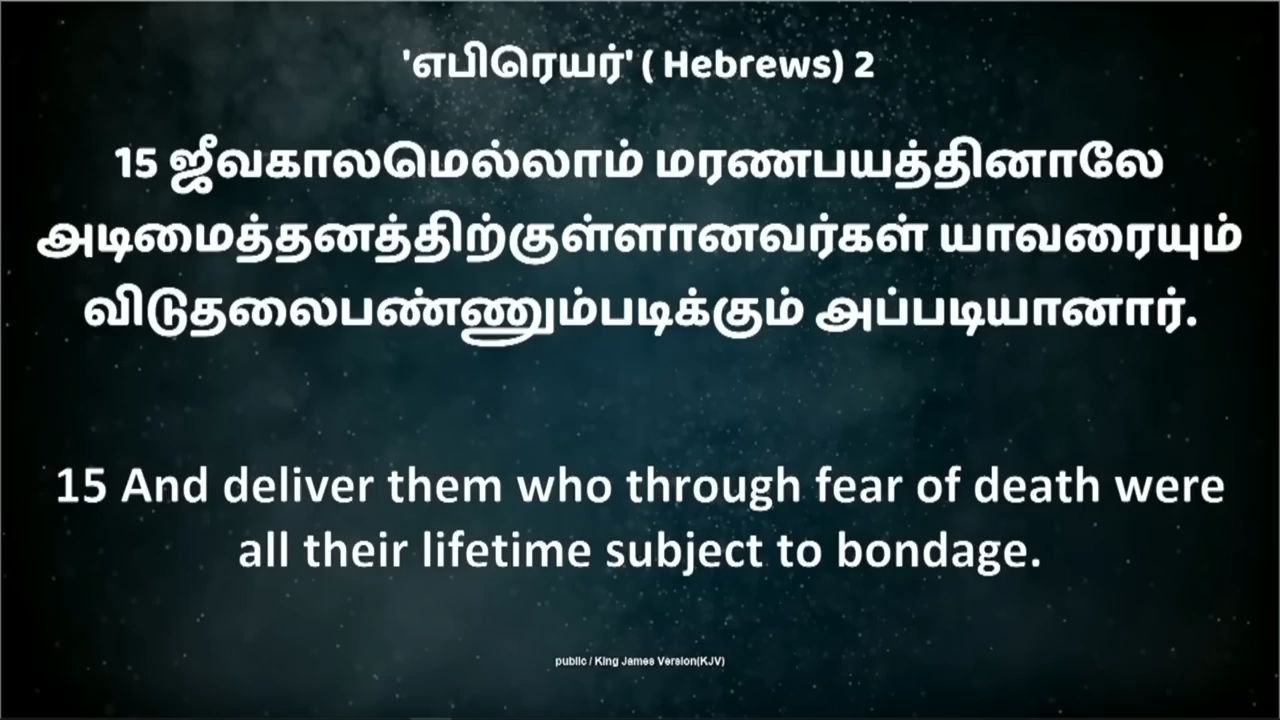 'எபிரெயர்' ( Hebrews) 2
15 ஜீவகாலமெல்லாம் மரணபயத்தினாலே
அடிமைத்தனத்திற்குள்ளானவர்கள் யாவரையும்
விடுதலைபண்ணும்படிக்கும் அப்படியானார்.
15 And deliver them who through fear of death were
all their lifetime subject to bondage.
public / King James Version(KJV)